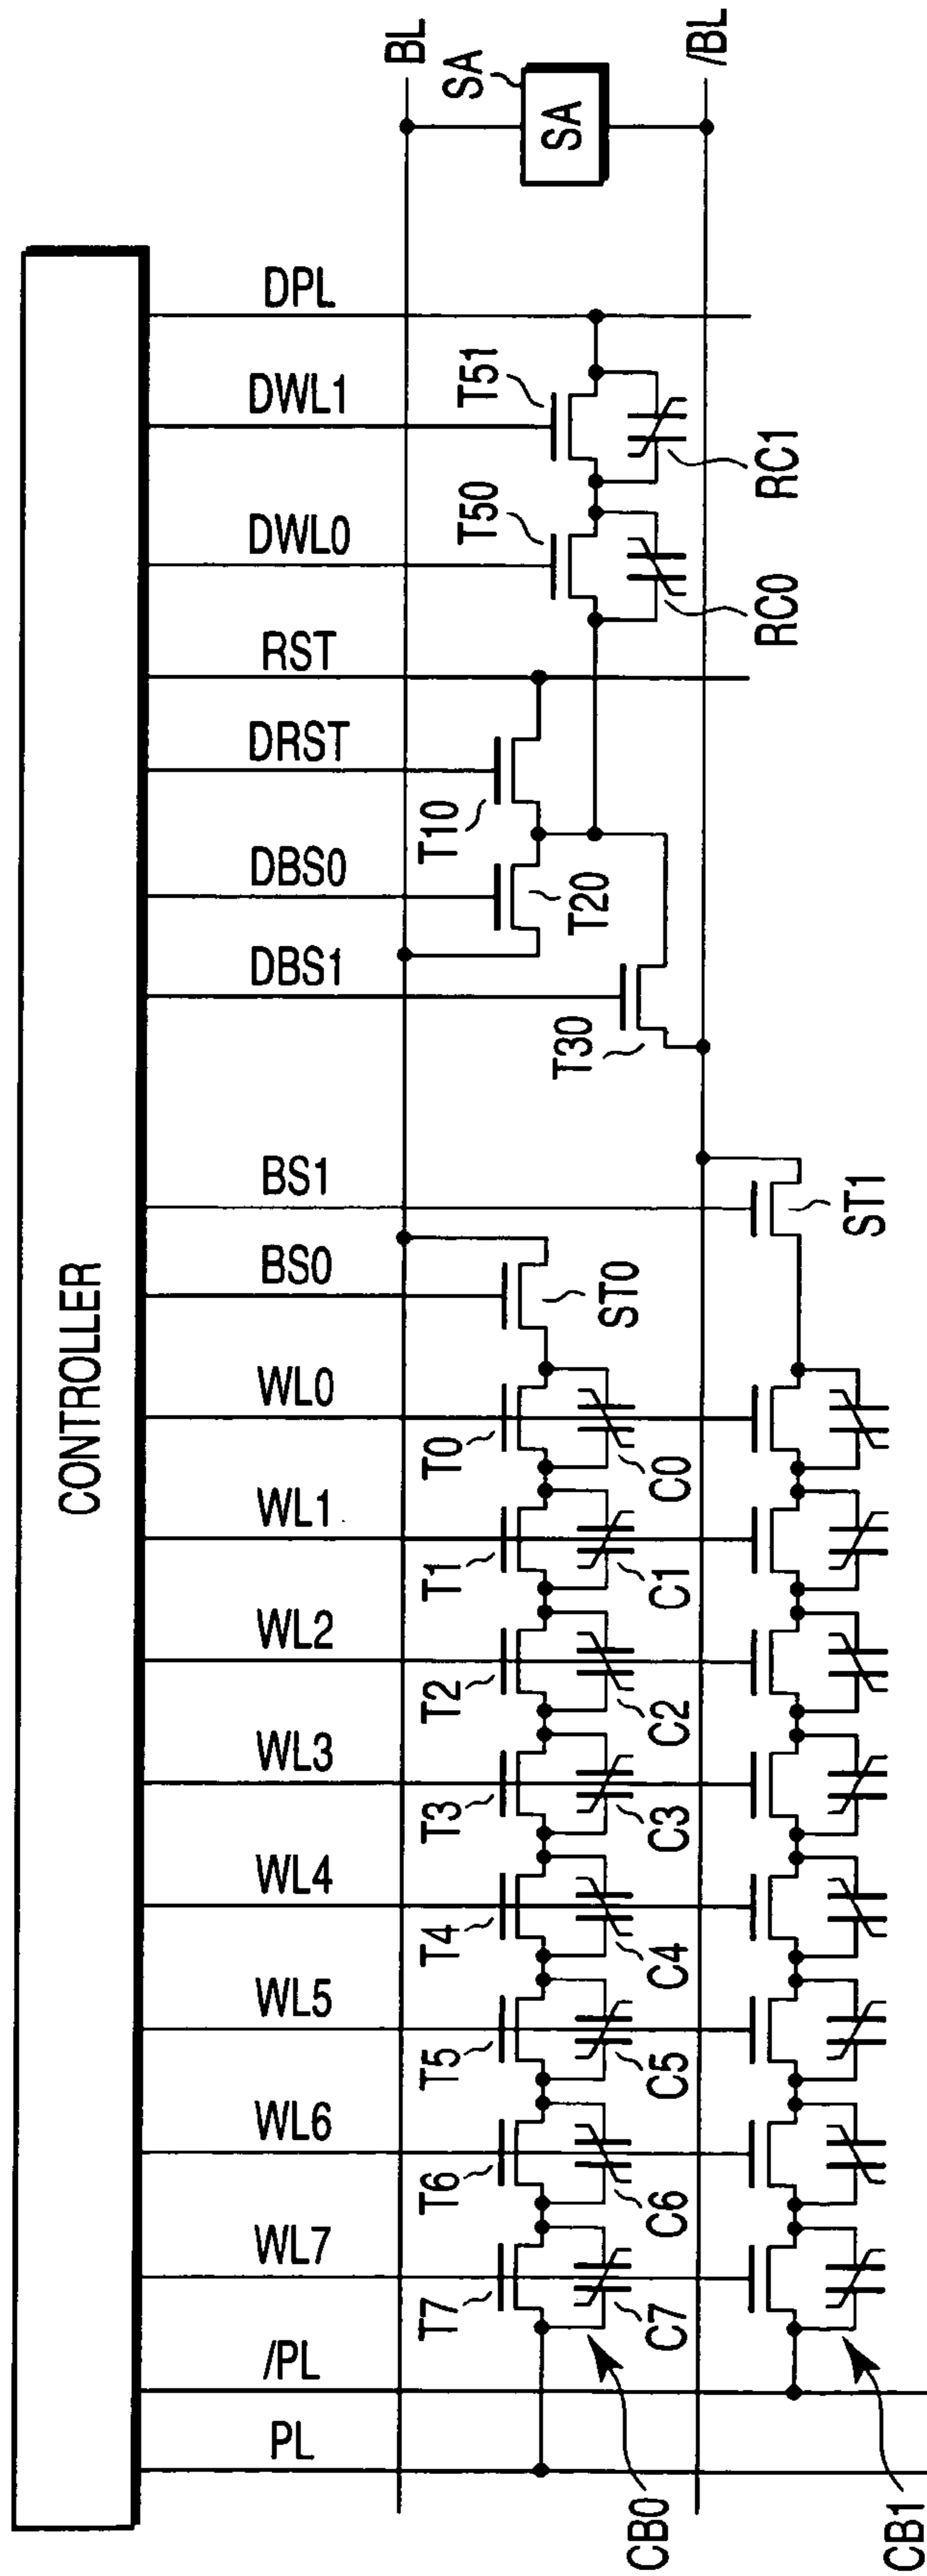 CONTROLLER
PL
/PL
WL7
WL6
WL5
WL4
WL3
WL2
WL1
WL0
BS0
BS1
DBS1
DBS0
DRST
RST
DWL0
DWL1
DPL
BL
SA
SA
/BL
T7
T6
T5
T4
T3
T2
T1
T0
ST0
T10
T20
T30
T50
T51
C7
C6
C5
C4
C3
C2
C1
C0
RC0
RC1
CB0
ST1
CB1